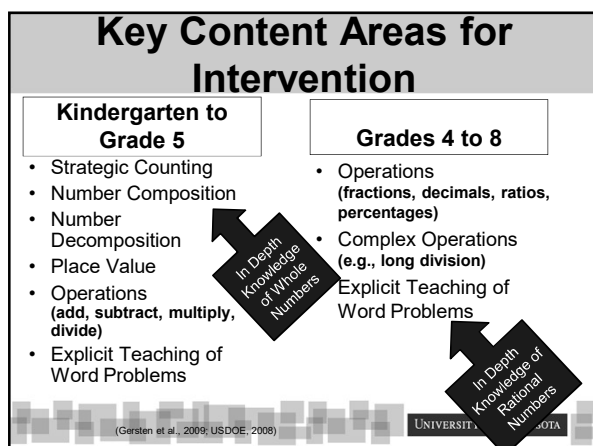 Key Content Areas for
Intervention
Kindergarten to
Grade 5
• Strategic Counting
• Number Composition
• Number
Decomposition
• Place Value
• Operations
(add, subtract, multiply,
divide)
• Explicit Teaching of
Word Problems
In Depth
Knowledge
of Whole
Numbers
Grades 4 to 8
• Operations
(fractions, decimals, ratios,
percentages)
• Complex Operations
(e.g., long division)
Explicit Teaching of
Word Problems
In Depth
Knowledge of
Rational
Numbers
(Gersten et al., 2009; USDOE, 2008)